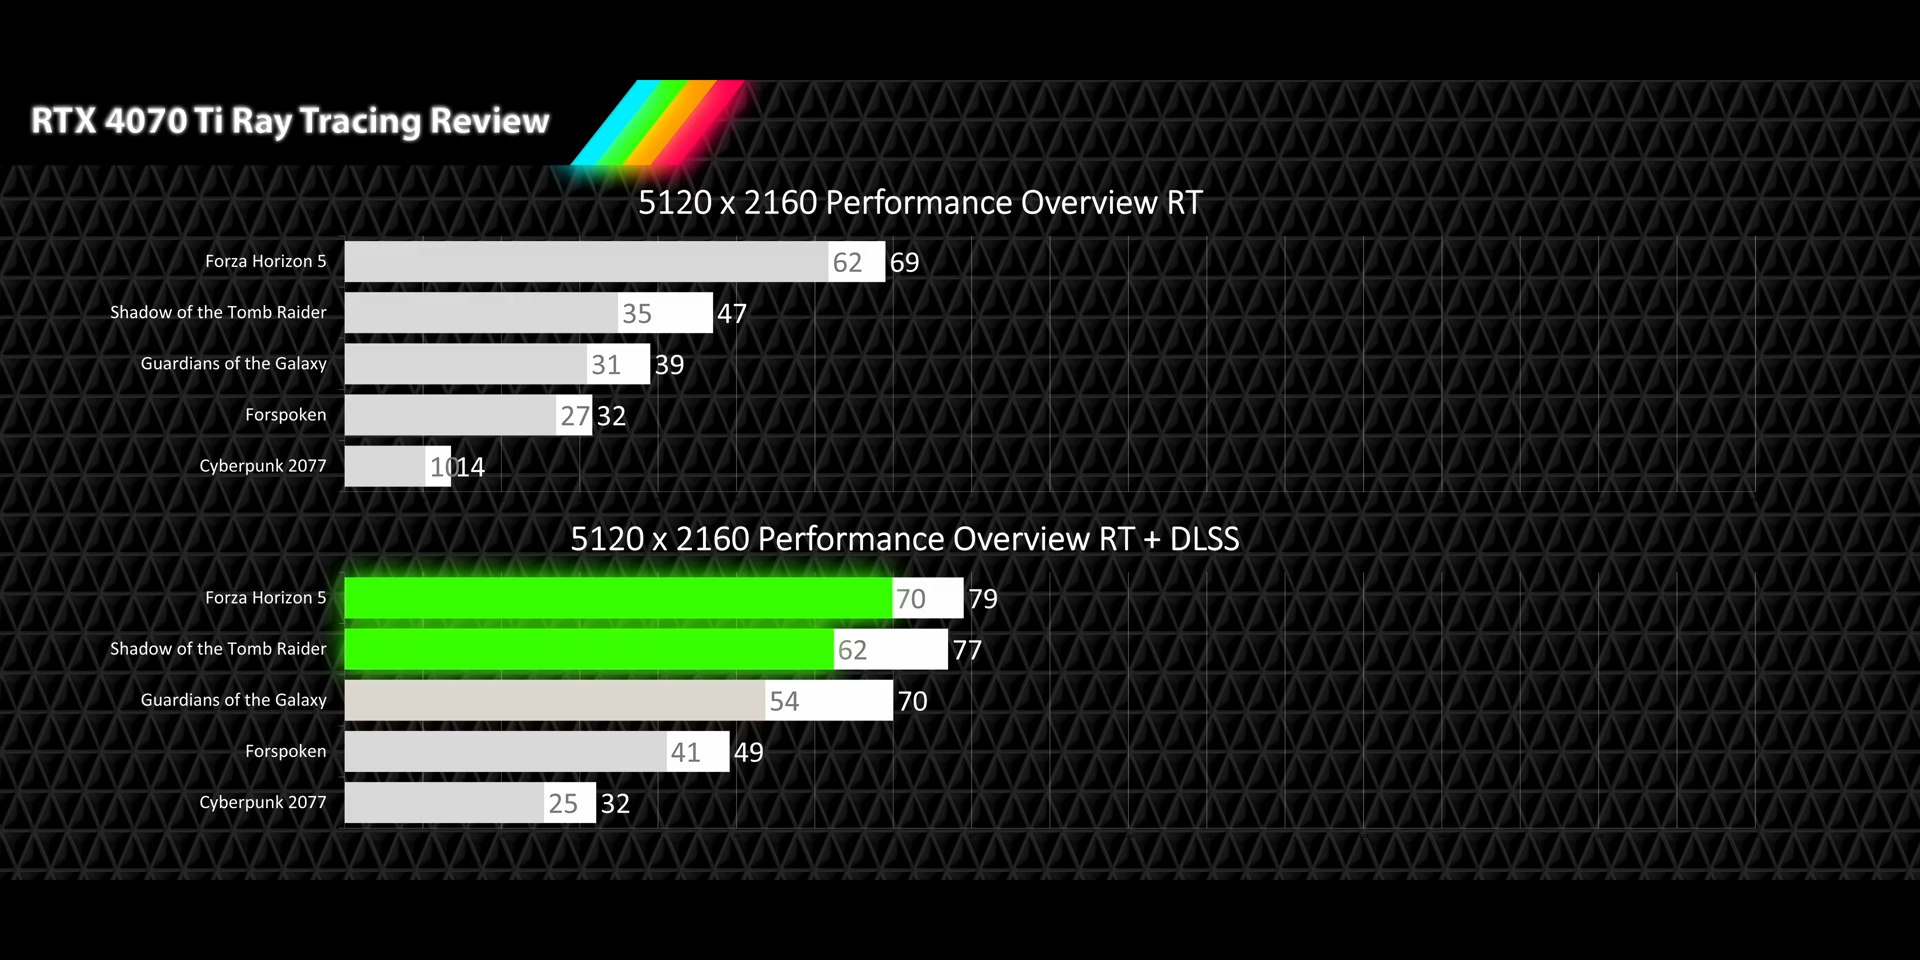 RTX 4070 Ti Ray Tracing Review
5120 x 2160 Performance Overview RT
Forza Horizon 5 62 69
Shadow of the Tomb Raider 35 47
Guardians of the Galaxy 31 39
Forspoken 27 32
Cyberpunk 2077 10 14
5120 x 2160 Performance Overview RT + DLSS
Forza Horizon 5 70 79
Shadow of the Tomb Raider 62 77
Guardians of the Galaxy 54 70
Forspoken 41 49
Cyberpunk 2077 25 32